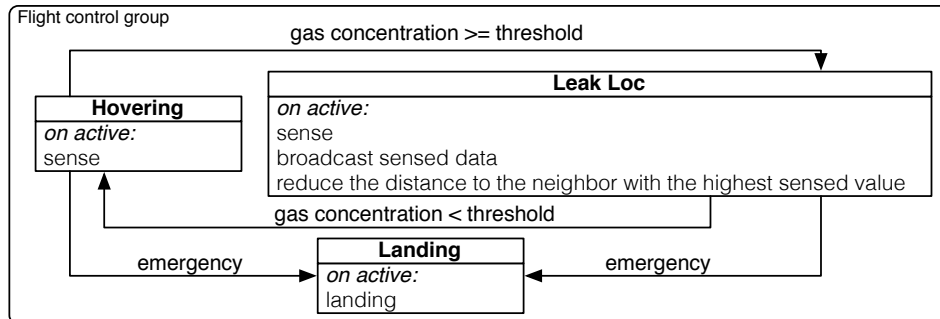 Flight control group
gas concentration >= threshold
Leak Loc
on active:
sense
broadcast sensed data
reduce the distance to the neighbor with the highest sensed value
Hovering
on active:
sense
gas concentration < threshold
Landing
on active:
landing
emergency
emergency